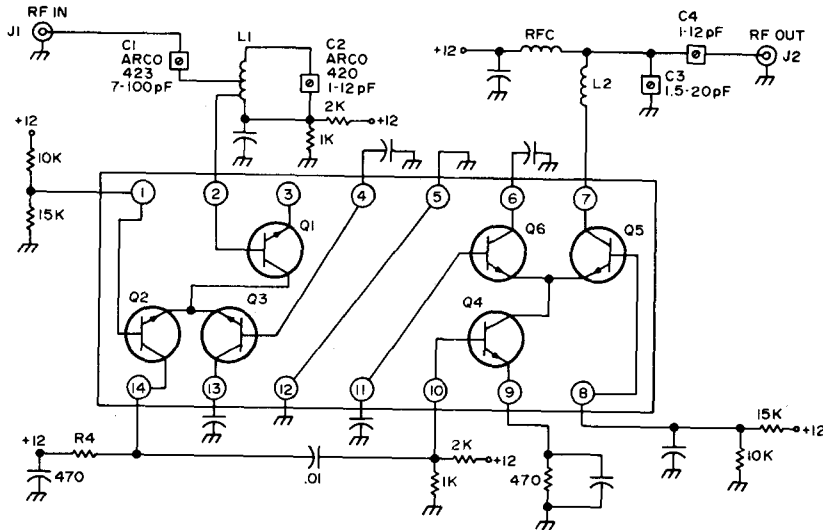 RF IN
J1
C1
ARCO
423
7-100pF
L1
C2
ARCO
420
1-12pF
2K
+12
1K
+12
RFC
C4
1-12pF
RF OUT
J2
C3
1.5-20pF
L2
+12
10K
15K
1
2
3
4
5
6
7
Q1
Q6
Q5
Q2
Q3
Q4
14
13
12
11
10
9
8
+12
R4
470
.01
2K
+12
1K
470
15K
+12
10K